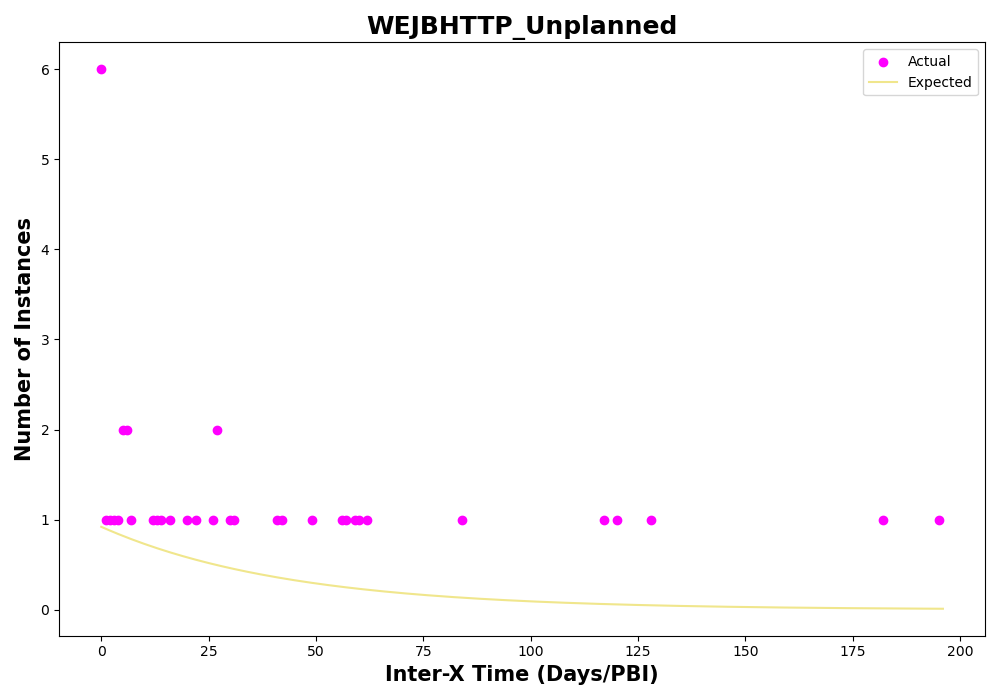 WEJBHTTP_Unplanned
Actual
Expected
6
5
4
3
2
1
0
Number of Instances
0 25 50 75 100 125 150 175 200
Inter-X Time (Days/PBI)